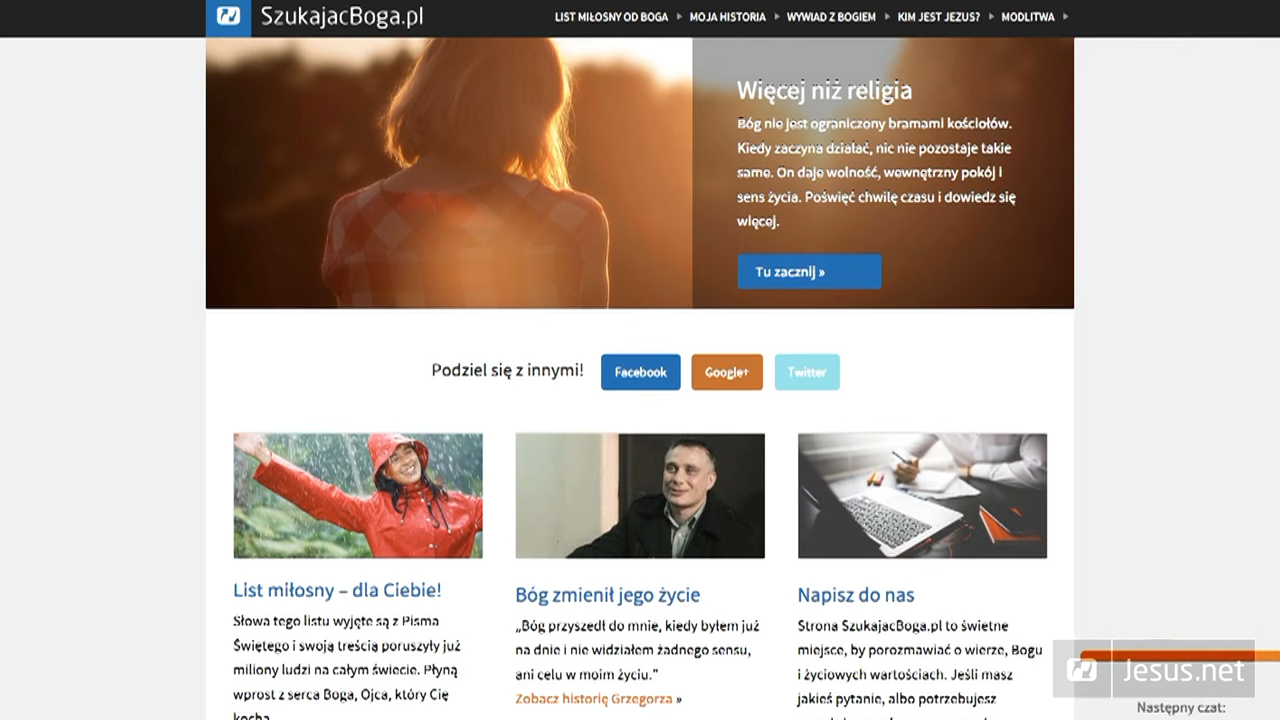 SzukajacBoga.pl
LIST MIŁOSNY OD BOGA
MOJA HISTORIA
WYWIAD Z BOGIEM
KIM JEST JEZUS?
MODLITWA
Więcej niż religia
Bóg nie jest ograniczony bramami kościołów.
Kiedy zaczyna działać, nic nie pozostaje takie
samo. On daje wolność, wewnętrzny pokój i
sens życia. Poświęć chwilę czasu i dowiedz się
więcej.
Tu zacznij »
Podziel się z innymi!
Facebook
Google+
Twitter
List miłosny – dla Ciebie!
Słowa tego listu wyjęte są z Pisma
Świętego i swoją treścią poruszyły już
miliony ludzi na całym świecie. Płyną
wprost z serca Boga, Ojca, który Cię
kocha
Bóg zmienił jego życie
„Bóg przyszedł do mnie, kiedy byłem już
na dnie i nie widziałem żadnego sensu,
ani celu w moim życiu."
Zobacz historię Grzegorza »
Napisz do nas
Strona SzukajacBoga.pl to świetne
miejsce, by porozmawiać o wierze, Bogu
i życiowych wartościach. Jeśli masz
jakieś pytanie, albo potrzebujesz
Jesus.net
Następny czat: